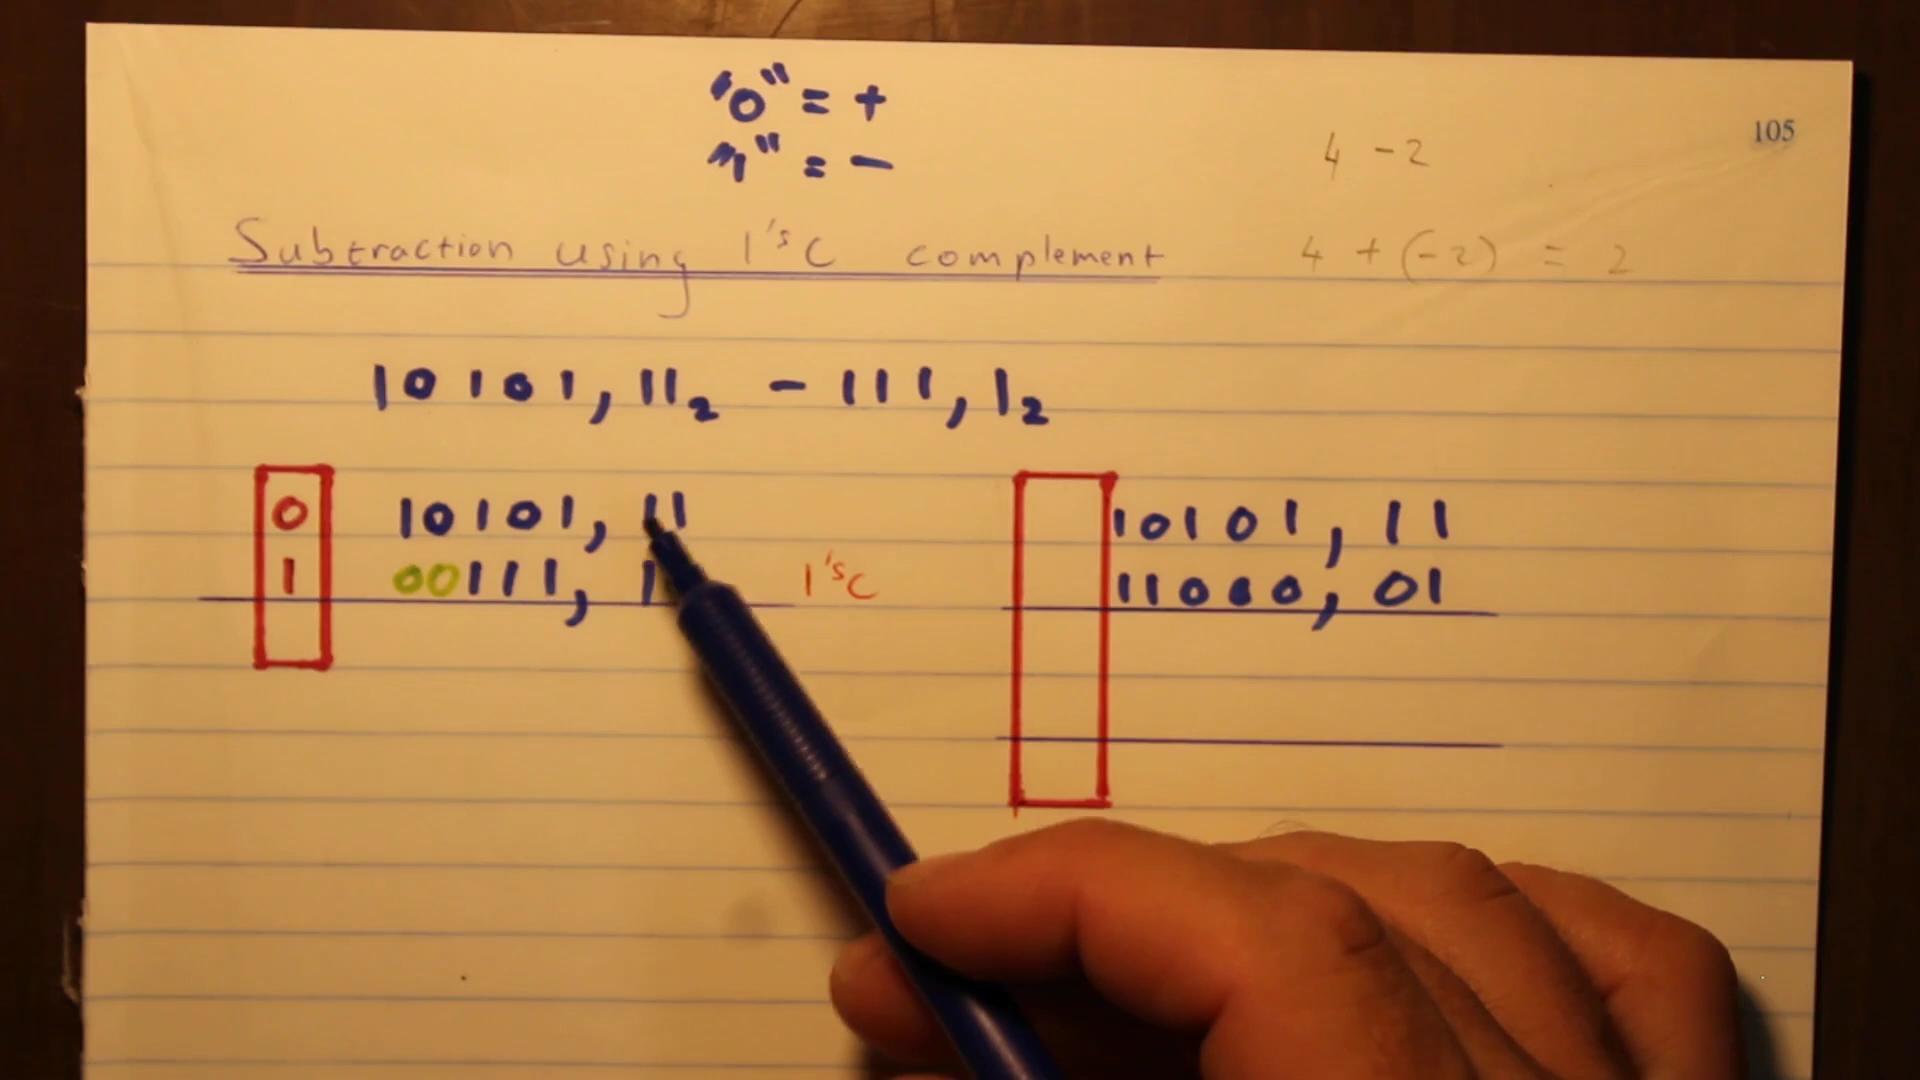 "0" = +
"1" = -
4 - 2
105
Subtraction using 1'sC complement
4 + (-2) = 2
10101,11₂ - 111,1₂
0 10101,11
1 00111,1 1'sC
10101,11
11000,01